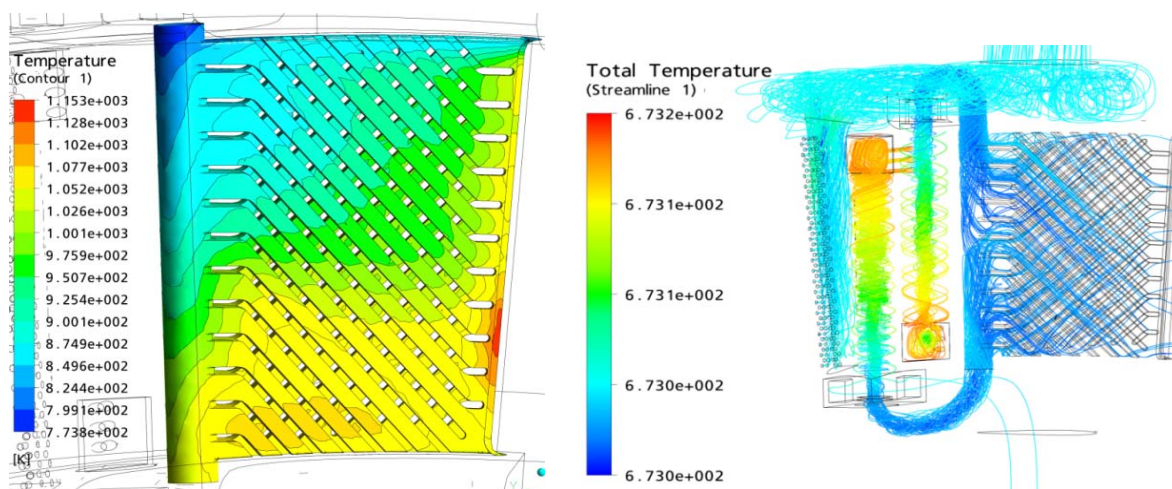 Temperature
(Contour 1)
1.153e+003
1.128e+003
1.102e+003
1.077e+003
1.052e+003
1.026e+003
1.001e+003
9.759e+002
9.507e+002
9.254e+002
9.001e+002
8.749e+002
8.496e+002
8.244e+002
7.991e+002
7.738e+002
[K]
Total Temperature
(Streamline 1)
6.732e+002
6.731e+002
6.731e+002
6.730e+002
6.730e+002